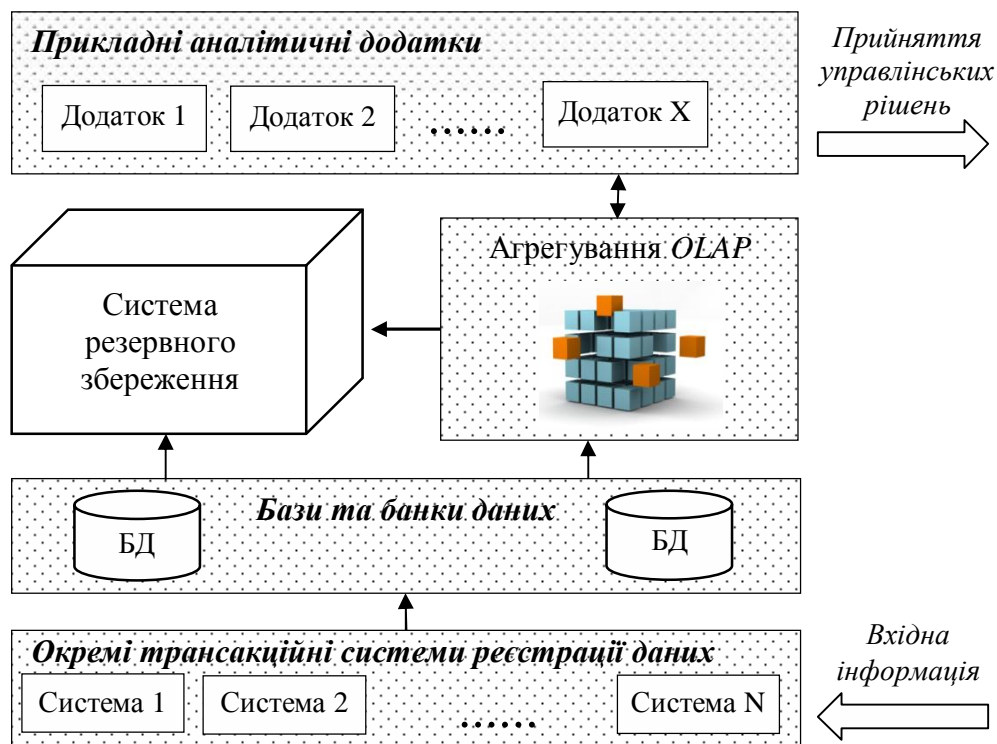 Прикладні аналітичні додатки
Додаток 1
Додаток 2
......
Додаток X
Прийняття
управлінських
рішень
Система
резервного
збереження
Агрегування OLAP
Бази та банки даних
БД
БД
Окремі трансакційні системи реєстрації даних
Система 1
Система 2
......
Система N
Вхідна
інформація